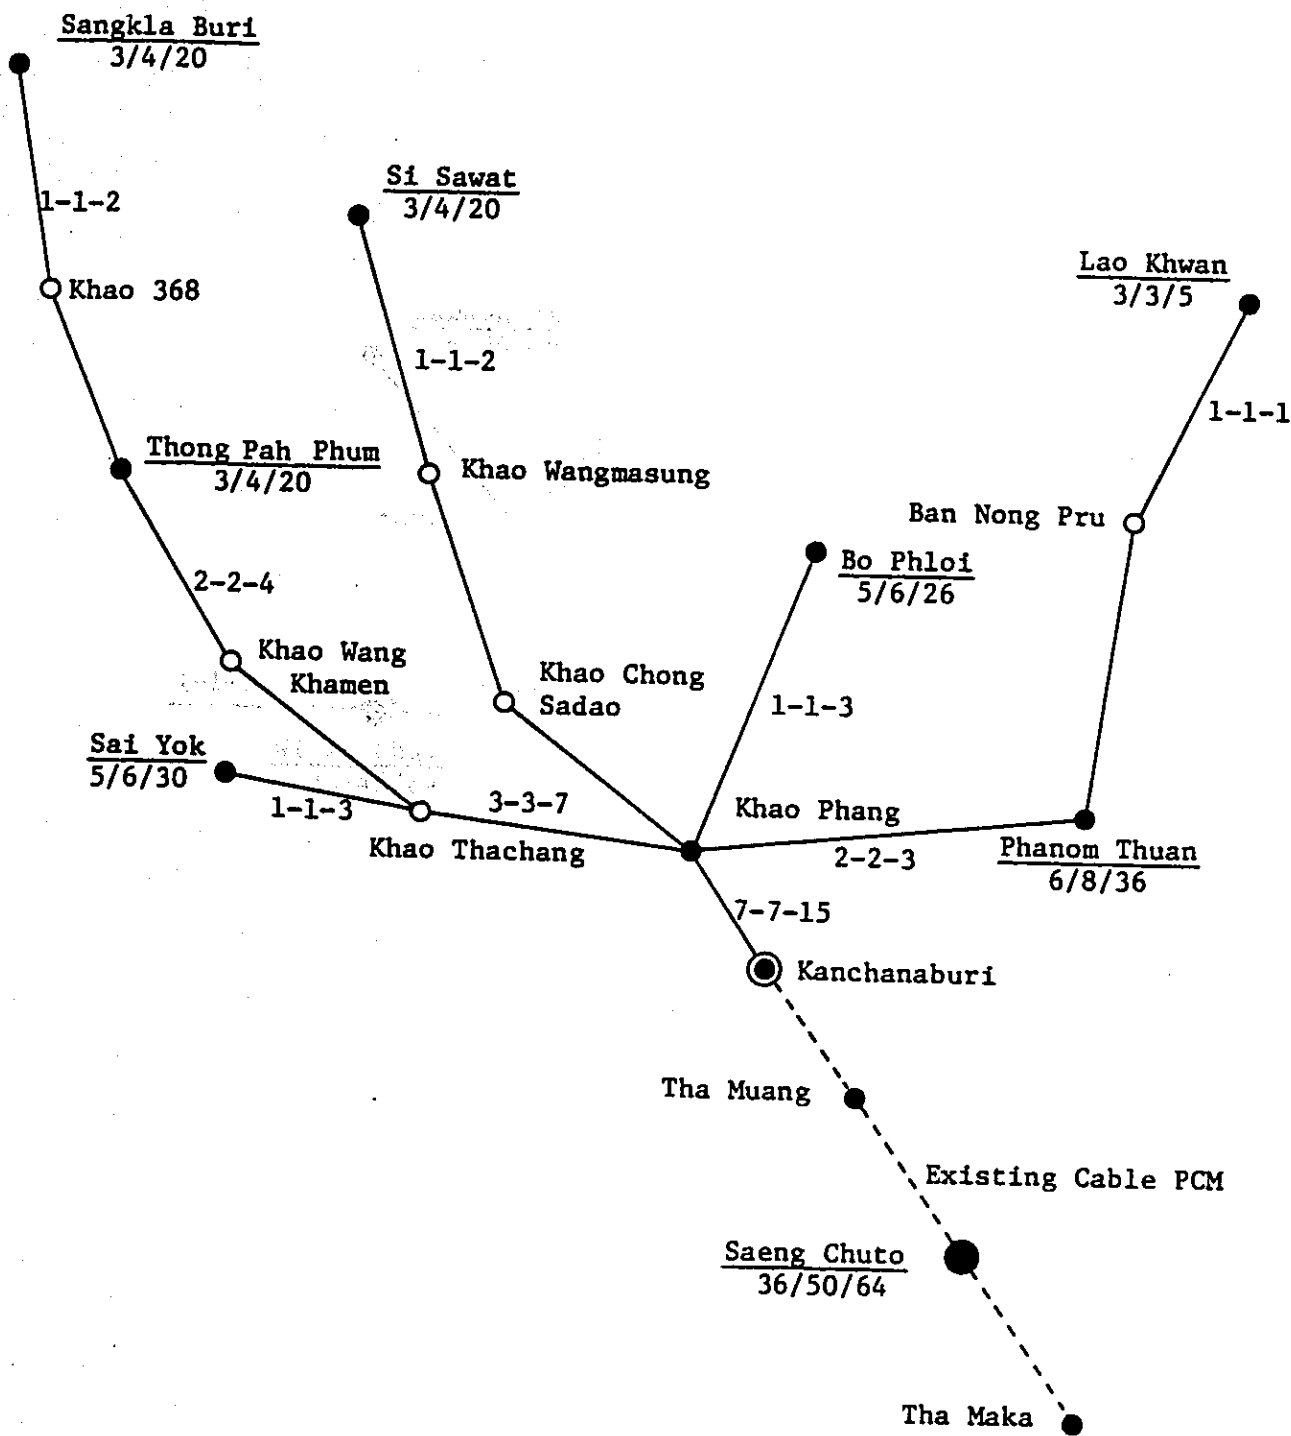 Sangkla Buri
3/4/20
Si Sawat
3/4/20
1-1-2
Lao Khwan
3/3/5
Khao 368
1-1-2
1-1-1
Thong Pah Phum
3/4/20
Khao Wangmasung
Ban Nong Pru
Bo Phloi
5/6/26
2-2-4
Khao Wang
Khamen
Khao Chong
Sadao
1-1-3
Sai Yok
5/6/30
1-1-3
3-3-7
Khao Phang
Khao Thachang
2-2-3
Phanom Thuan
6/8/36
7-7-15
Kanchanaburi
Tha Muang
Existing Cable PCM
Saeng Chuto
36/50/64
Tha Maka